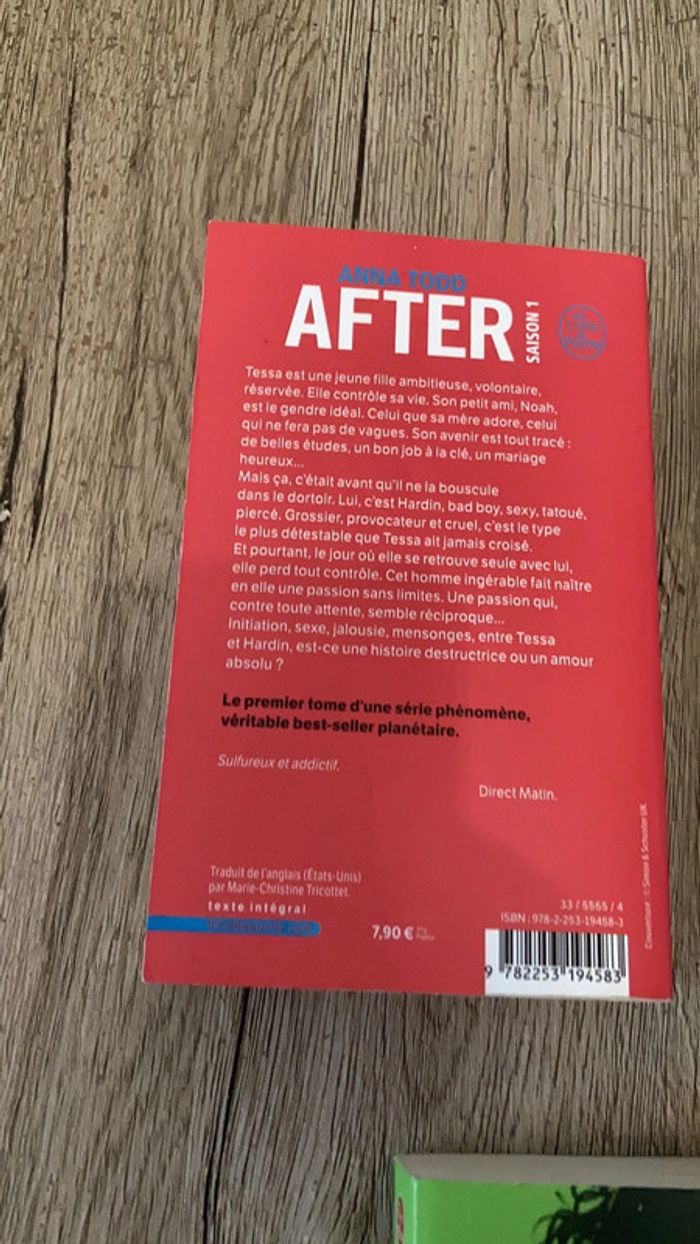 ANNA TODD
AFTER
SAISON 1
Tessa est une jeune fille ambitieuse, volontaire,
réservée. Elle contrôle sa vie. Son petit ami, Noah,
est le gendre idéal. Celui que sa mère adore, celui
qui ne fera pas de vagues. Son avenir est tout tracé :
de belles études, un bon job à la clé, un mariage
heureux...
Mais ça, c'était avant qu'il ne la bouscule
dans le dortoir. Lui, c'est Hardin, bad boy, sexy, tatoué,
piercé. Grossier, provocateur et cruel, c'est le type
le plus détestable que Tessa ait jamais croisé.
Et pourtant, le jour où elle se retrouve seule avec lui,
elle perd tout contrôle. Cet homme ingérable fait naître
en elle une passion sans limites. Une passion qui,
contre toute attente, semble réciproque...
Initiation, sexe, jalousie, mensonges, entre Tessa
et Hardin, est-ce une histoire destructrice ou un amour
absolu ?
Le premier tome d'une série phénomène,
véritable best-seller planétaire.
Sulfureux et addictif.
Direct Matin.
Traduit de l'anglais (États-Unis)
par Marie-Christine Tricottet.
texte intégral
7,90 €
33 / 5565 / 4
ISBN : 978-2-253-19458-3
9 782253 194583
Couverture : © Simon & Schuster UK